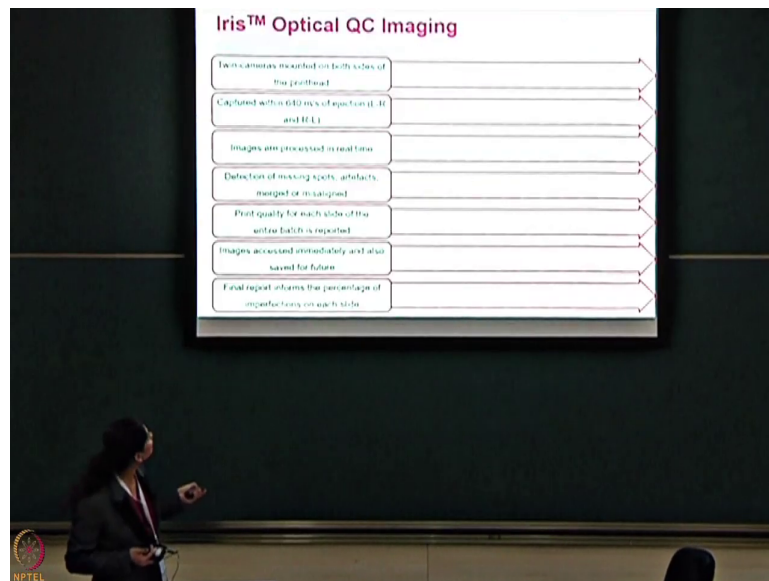 Iris™ Optical QC Imaging
Twin cameras mounted on both sides of
the printhead
Captured within 640 ms of ejection (L-R
and R-L)
Images are processed in real time
Detection of missing spots, artifacts,
merged or misaligned
Print quality for each slide of the
entire batch is reported
Images accessed immediately and also
saved for future
Final report informs the percentage of
imperfections on each slide
NPTEL